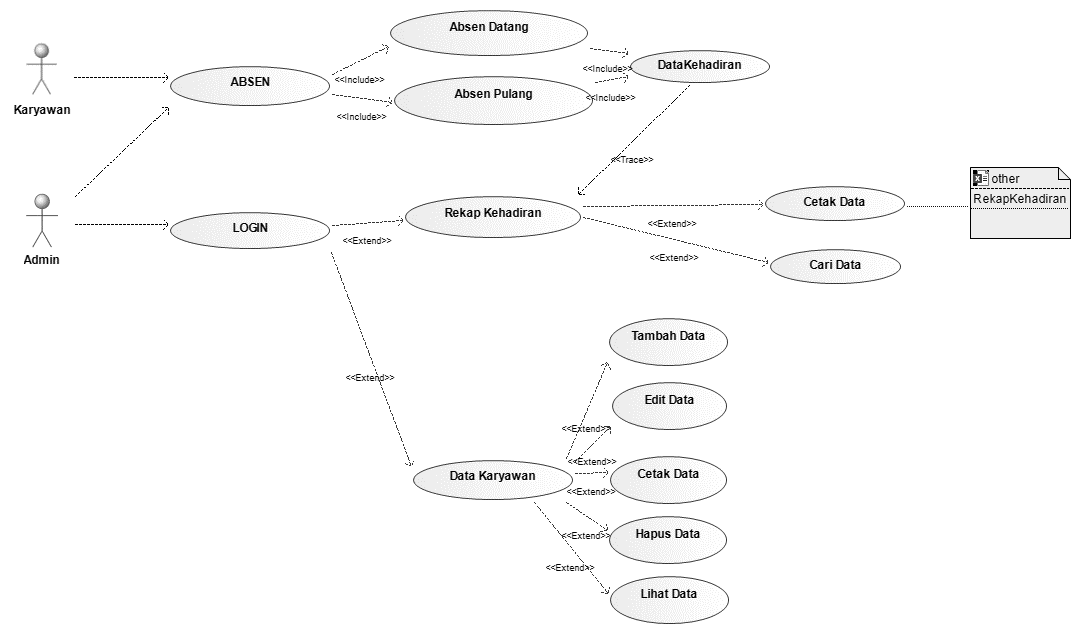 Absen Datang
<<Include>>
DataKehadiran
<<Include>>
Karyawan
ABSEN
<<Include>>
Absen Pulang
<<Include>>
<<Trace>>
other
RekapKehadiran
Admin
LOGIN
<<Extend>>
Rekap Kehadiran
<<Extend>>
Cetak Data
<<Extend>>
Cari Data
<<Extend>>
Tambah Data
<<Extend>>
Edit Data
<<Extend>>
Data Karyawan
Cetak Data
<<Extend>>
Hapus Data
<<Extend>>
Lihat Data
<<Extend>>